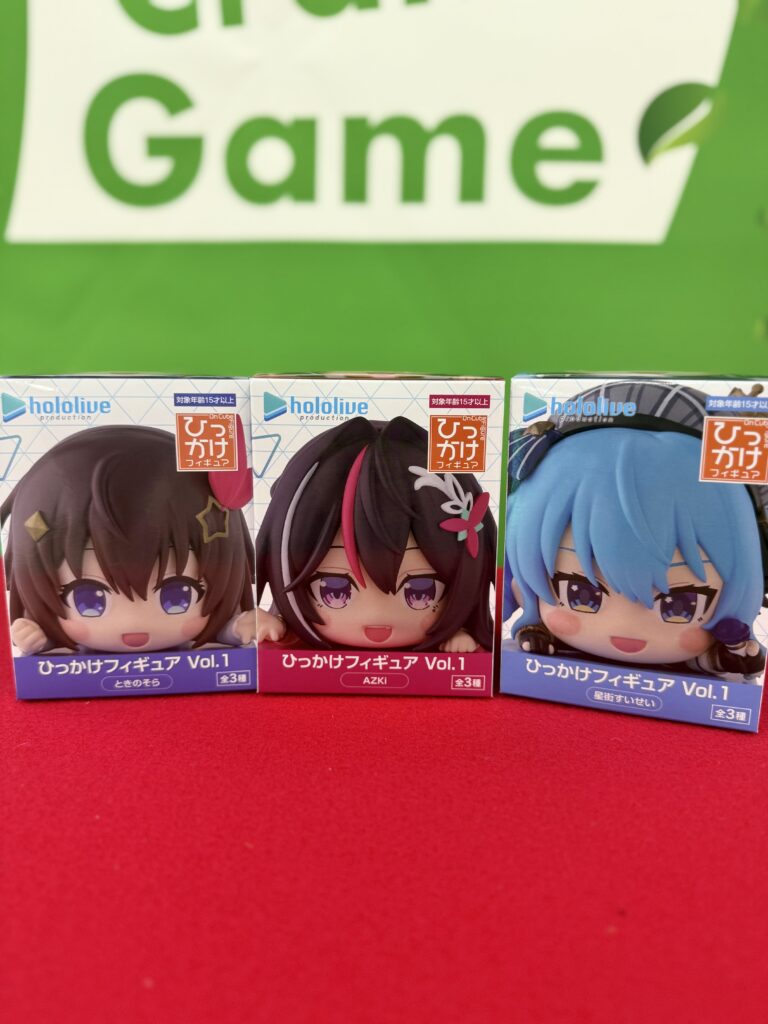 Game
hololive
production
対象年齢15才以上
ひっ
かけ
フィギュア
ひっかけフィギュア Vol.1
ときのそら
全3種
hololive
production
対象年齢15才以上
On Cube
ひっ
かけ
フィギュア
ひっかけフィギュア Vol.1
AZKi
全3種
hololive
production
対象年齢15才以上
On Cube
ひっ
かけ
フィギュア
ひっかけフィギュア Vol.1
星街すいせい
全3種